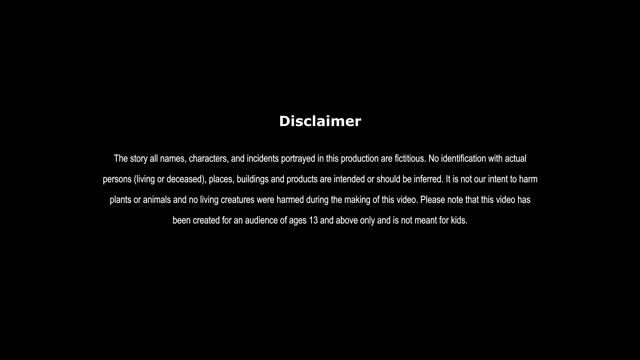 Disclaimer
The story all names, characters, and incidents portrayed in this production are fictitious. No identification with actual
persons (living or deceased), places, buildings and products are intended or should be inferred. It is not our intent to harm
plants or animals and no living creatures were harmed during the making of this video. Please note that this video has
been created for an audience of ages 13 and above only and is not meant for kids.